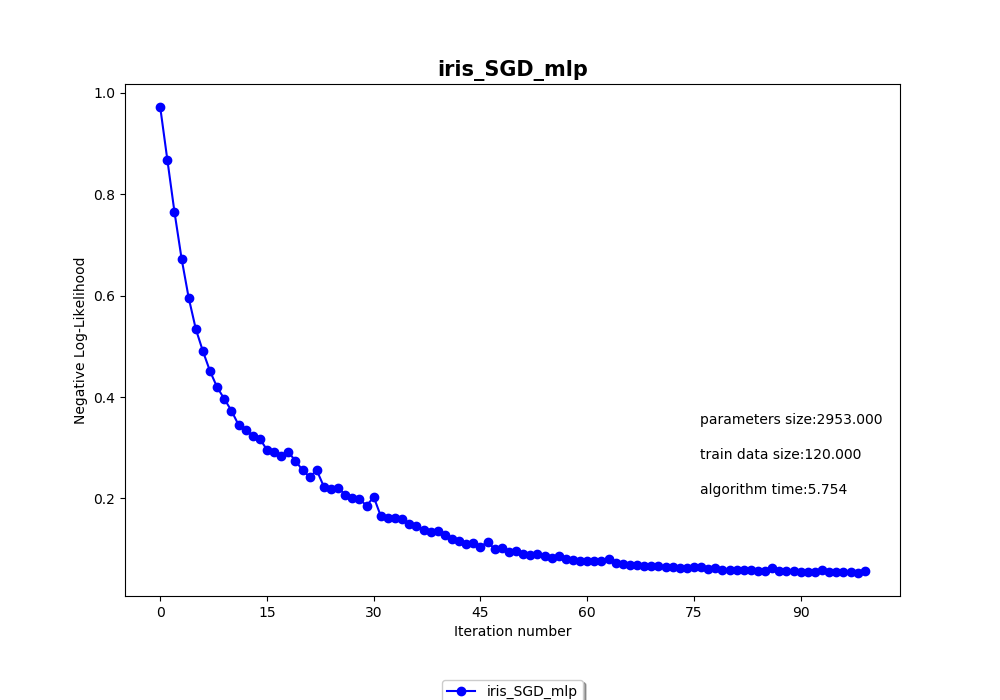 iris_SGD_mlp
1.0
0.8
0.6
0.4
0.2
Negative Log-Likelihood
parameters size:2953.000
train data size:120.000
algorithm time:5.754
0 15 30 45 60 75 90
Iteration number
iris_SGD_mlp